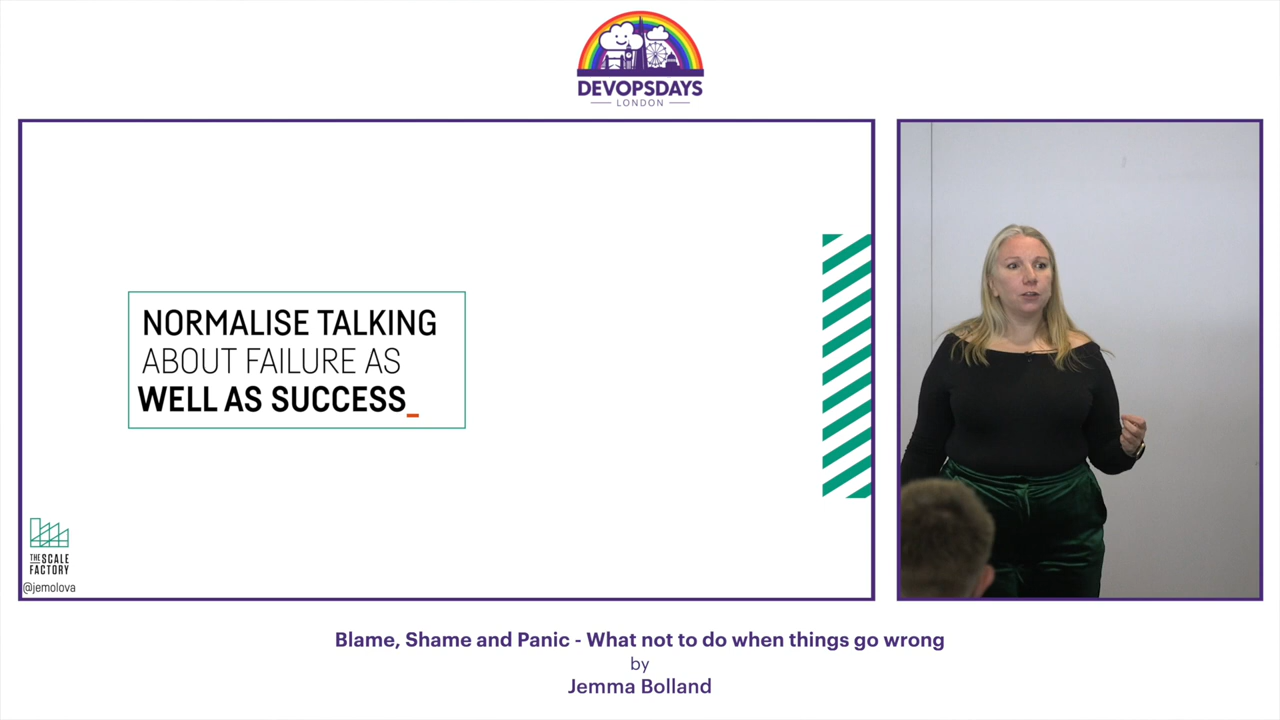 DEVOPSDAYS
LONDON
NORMALISE TALKING
ABOUT FAILURE AS
WELL AS SUCCESS_
THE SCALE
FACTORY
@jemolova
Blame, Shame and Panic - What not to do when things go wrong
by
Jemma Bolland